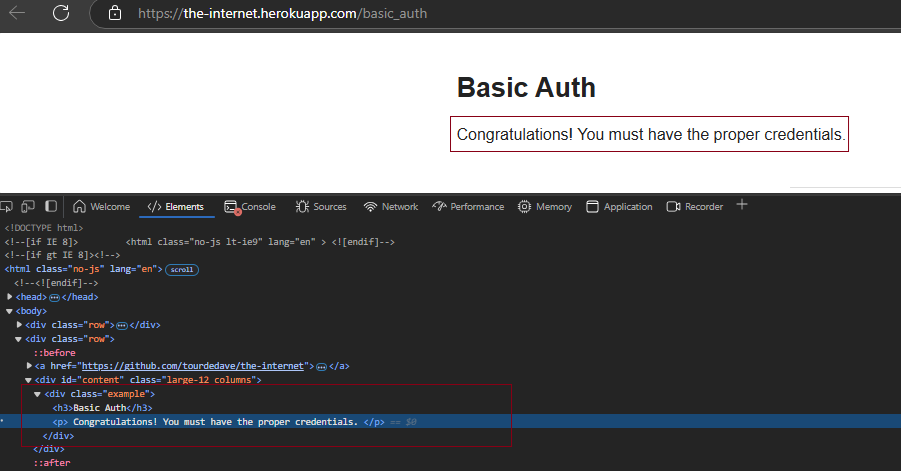 https://the-internet.herokuapp.com/basic_auth
Basic Auth
Congratulations! You must have the proper credentials.
Welcome </> Elements Console Sources Network Performance Memory Application Recorder +
<!DOCTYPE html>
<!--[if IE 8]> <html class="no-js lt-ie9" lang="en" > <![endif]-->
<!--[if gt IE 8]><!-->
<html class="no-js" lang="en"> scroll
<!--<![endif]-->
<head> ••• </head>
<body>
<div class="row"> ••• </div>
<div class="row">
::before
<a href="https://github.com/tourdedave/the-internet"> ••• </a>
<div id="content" class="large-12 columns">
<div class="example">
<h3>Basic Auth</h3>
<p> Congratulations! You must have the proper credentials. </p> == $0
</div>
</div>
::after